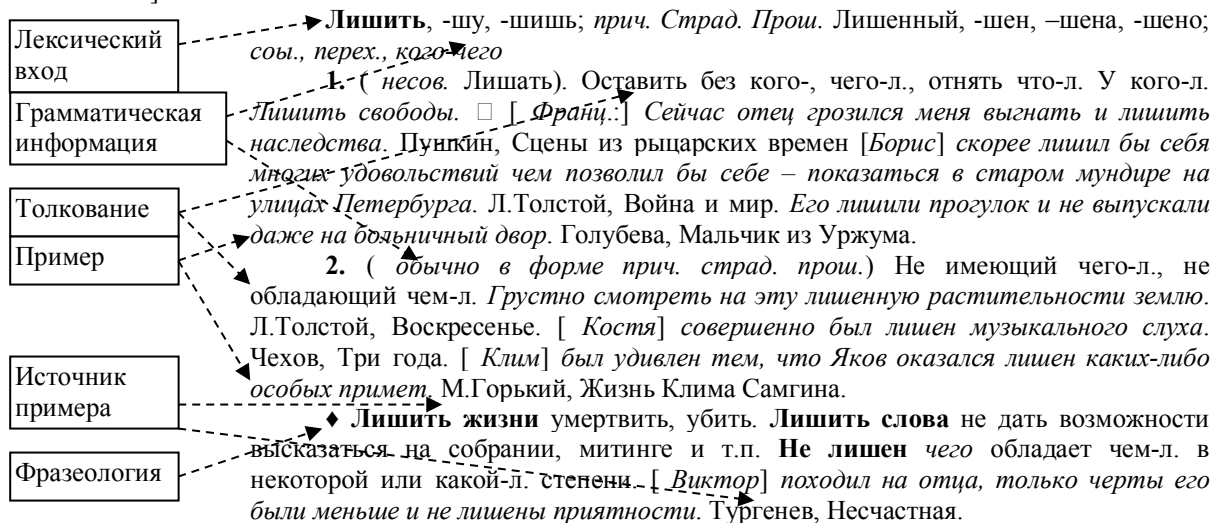 Лишить, -шу, -шишь; прич. Страд. Прош. Лишенный, -шен, –шена, -шено;
соы., перех., кого-чего
1. ( несов. Лишать). Оставить без кого-, чего-л., отнять что-л. У кого-л.
Лишить свободы. □ [ Франц.:] Сейчас отец грозился меня выгнать и лишить
наследства. Пушкин, Сцены из рыцарских времен [Борис] скорее лишил бы себя
многих удовольствий чем позволил бы себе – показаться в старом мундире на
улицах Петербурга. Л.Толстой, Война и мир. Его лишили прогулок и не выпускали
даже на больничный двор. Голубева, Мальчик из Уржума.
2. ( обычно в форме прич. страд. прош.) Не имеющий чего-л., не
обладающий чем-л. Грустно смотреть на эту лишенную растительности землю.
Л.Толстой, Воскресенье. [ Костя] совершенно был лишен музыкального слуха.
Чехов, Три года. [ Клим] был удивлен тем, что Яков оказался лишен каких-либо
особых примет. М.Горький, Жизнь Клима Самгина.
♦ Лишить жизни умертвить, убить. Лишить слова не дать возможности
высказаться на собрании, митинге и т.п. Не лишен чего обладает чем-л. в
некоторой или какой-л. степени. [ Виктор] походил на отца, только черты его
были меньше и не лишены приятности. Тургенев, Несчастная.
Лексический
вход
Грамматическая
информация
Толкование
Пример
Источник
примера
Фразеология